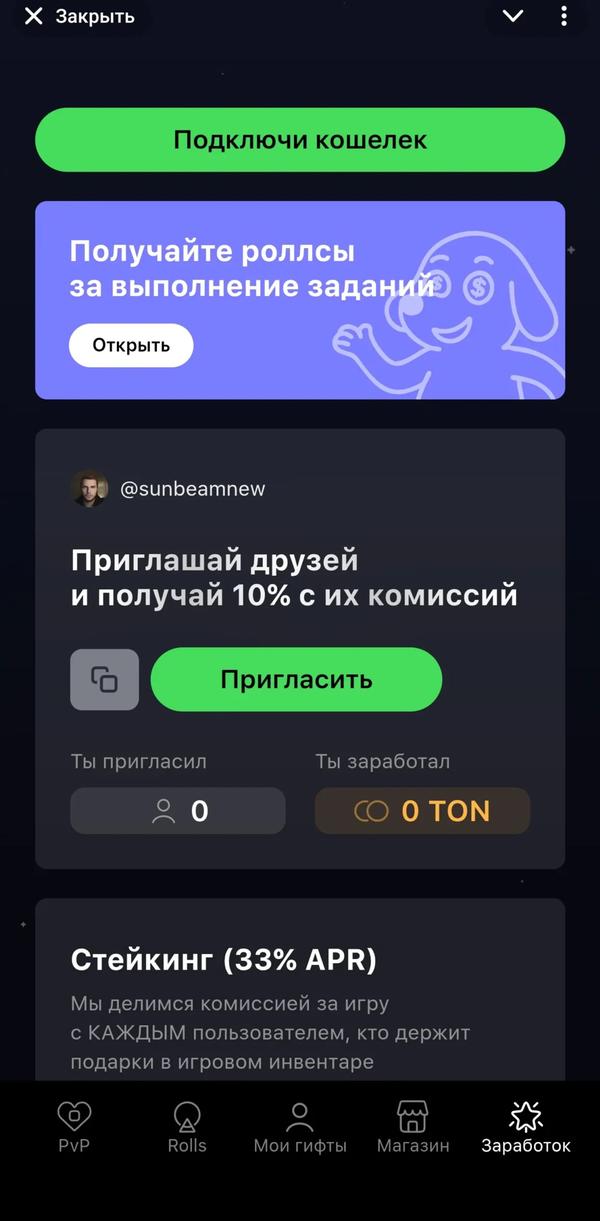 Закрыть
Подключи кошелек
Получайте роллсы
за выполнение заданий
Открыть
@sunbeamnew
Приглашай друзей
и получай 10% с их комиссий
Пригласить
Ты пригласил
Ты заработал
0
0 TON
Стейкинг (33% APR)
Мы делимся комиссией за игру
с КАЖДЫМ пользователем, кто держит
подарки в игровом инвентаре
PvP
Rolls
Мои гифты
Магазин
Заработок